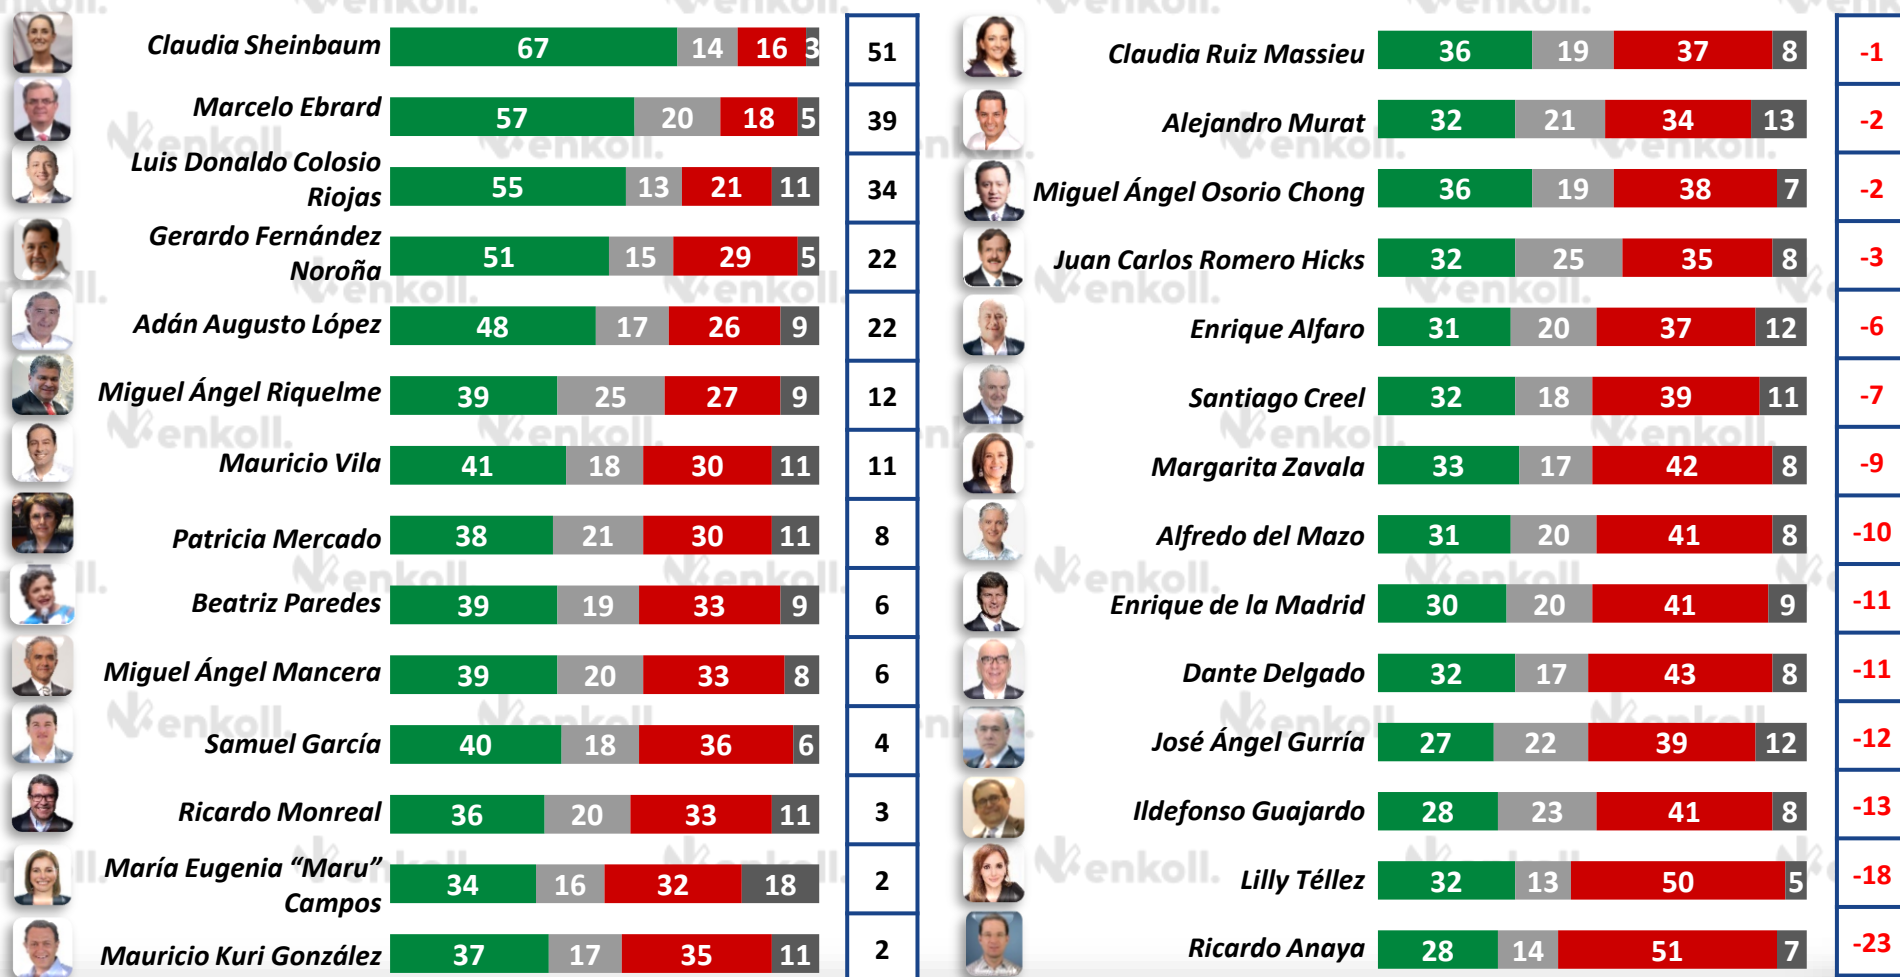 Claudia Sheinbaum 67 14 16 3 51
Marcelo Ebrard 57 20 18 5 39
Luis Donaldo Colosio
Riojas 55 13 21 11 34
Gerardo Fernández
Noroña 51 15 29 5 22
Adán Augusto López 48 17 26 9 22
Miguel Ángel Riquelme 39 25 27 9 12
Mauricio Vila 41 18 30 11 11
Patricia Mercado 38 21 30 11 8
Beatriz Paredes 39 19 33 9 6
Miguel Ángel Mancera 39 20 33 8 6
Samuel García 40 18 36 6 4
Ricardo Monreal 36 20 33 11 3
María Eugenia “Maru”
Campos 34 16 32 18 2
Mauricio Kuri González 37 17 35 11 2
Claudia Ruiz Massieu 36 19 37 8 -1
Alejandro Murat 32 21 34 13 -2
Miguel Ángel Osorio Chong 36 19 38 7 -2
Juan Carlos Romero Hicks 32 25 35 8 -3
Enrique Alfaro 31 20 37 12 -6
Santiago Creel 32 18 39 11 -7
Margarita Zavala 33 17 42 8 -9
Alfredo del Mazo 31 20 41 8 -10
Enrique de la Madrid 30 20 41 9 -11
Dante Delgado 32 17 43 8 -11
José Ángel Gurría 27 22 39 12 -12
Ildefonso Guajardo 28 23 41 8 -13
Lilly Téllez 32 13 50 5 -18
Ricardo Anaya 28 14 51 7 -23
enkoll.